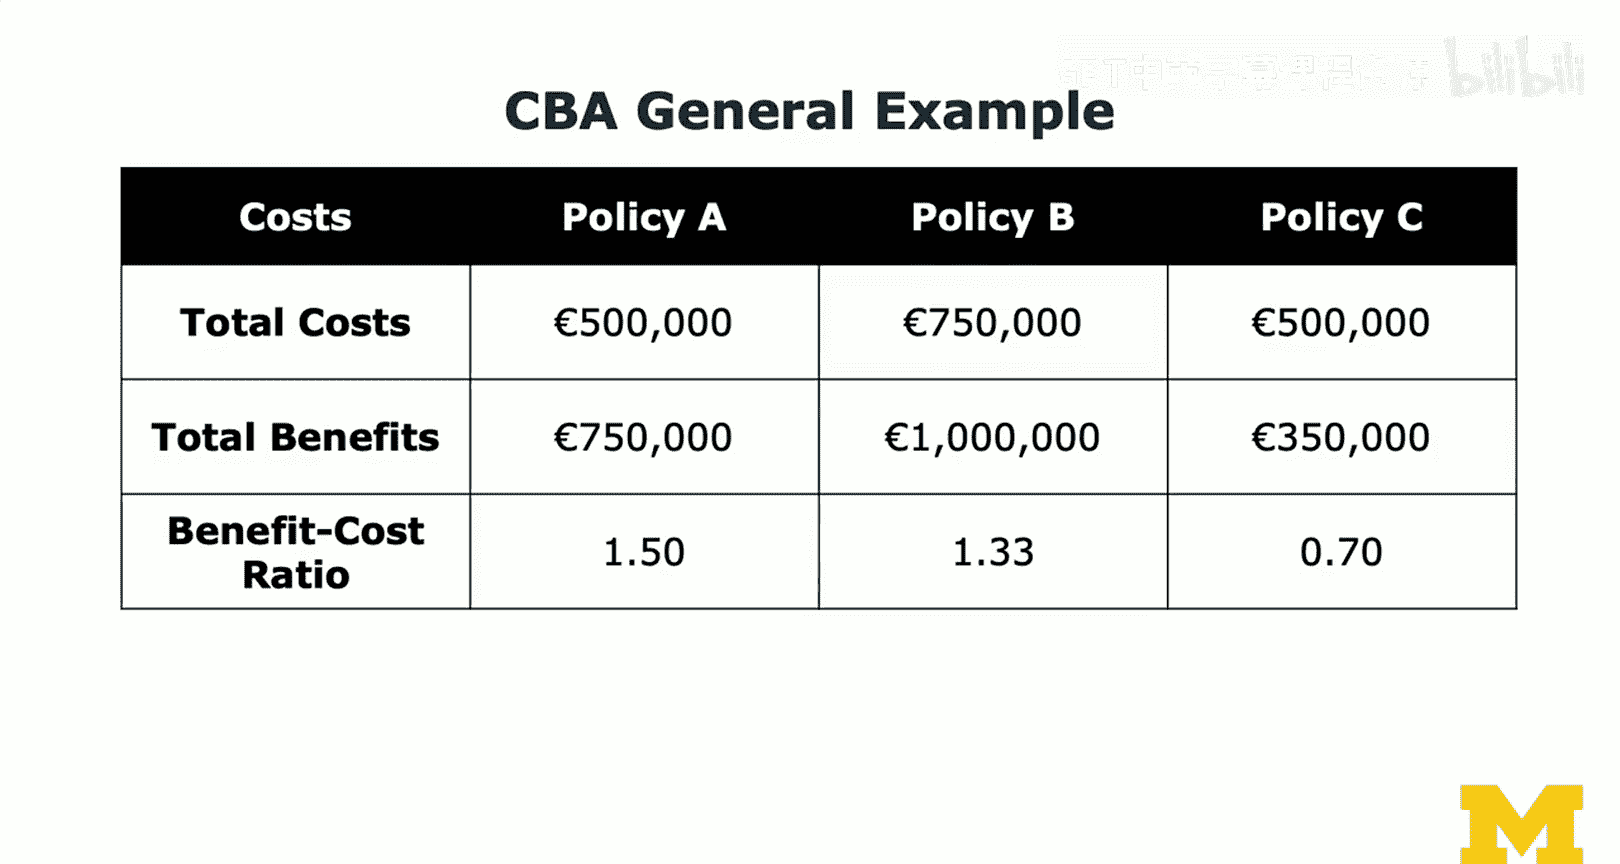 bilibili
CBA General Example
Costs Policy A Policy B Policy C
Total Costs €500,000 €750,000 €500,000
Total Benefits €750,000 €1,000,000 €350,000
Benefit-Cost
Ratio 1.50 1.33 0.70
M